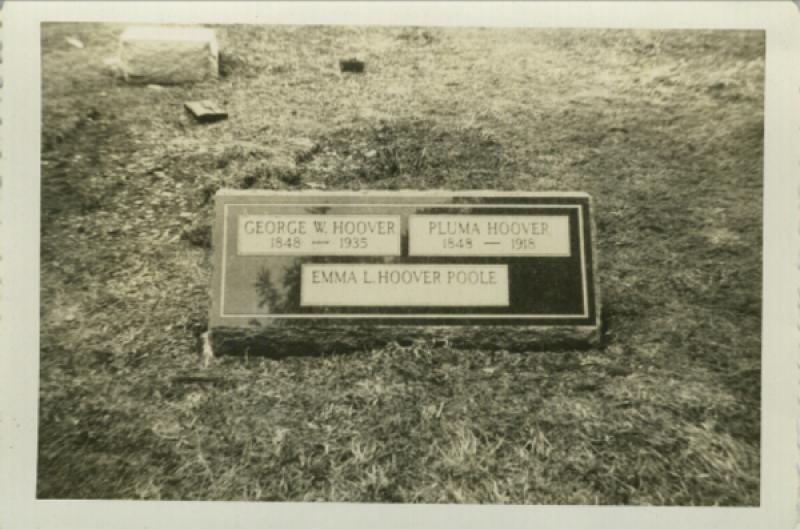 GEORGE W. HOOVER
1848 — 1935
PLUMA HOOVER
1848 — 1918
EMMA L. HOOVER POOLE